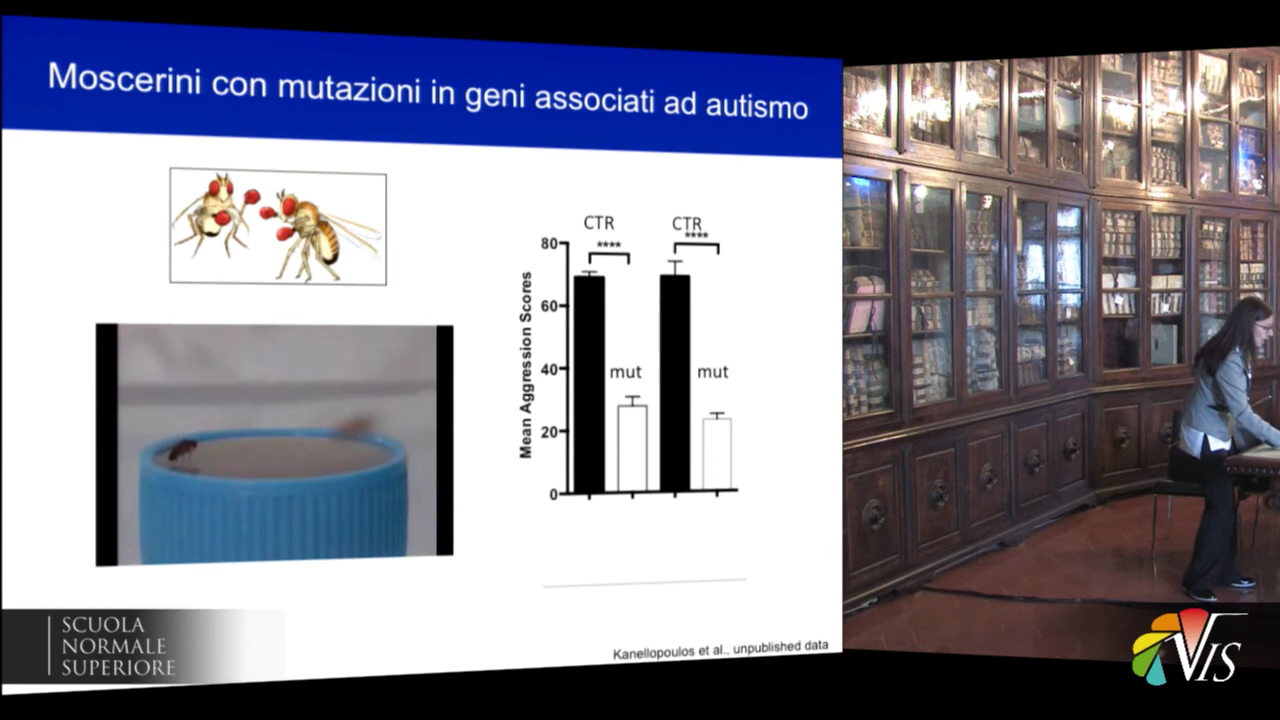 Moscerini con mutazioni in geni associati ad autismo
CTR
****
CTR
****
80
60
40
20
0
Mean Aggression Scores
mut
mut
Kanellopoulos et al., unpublished data
SCUOLA
NORMALE
SUPERIORE
VIS